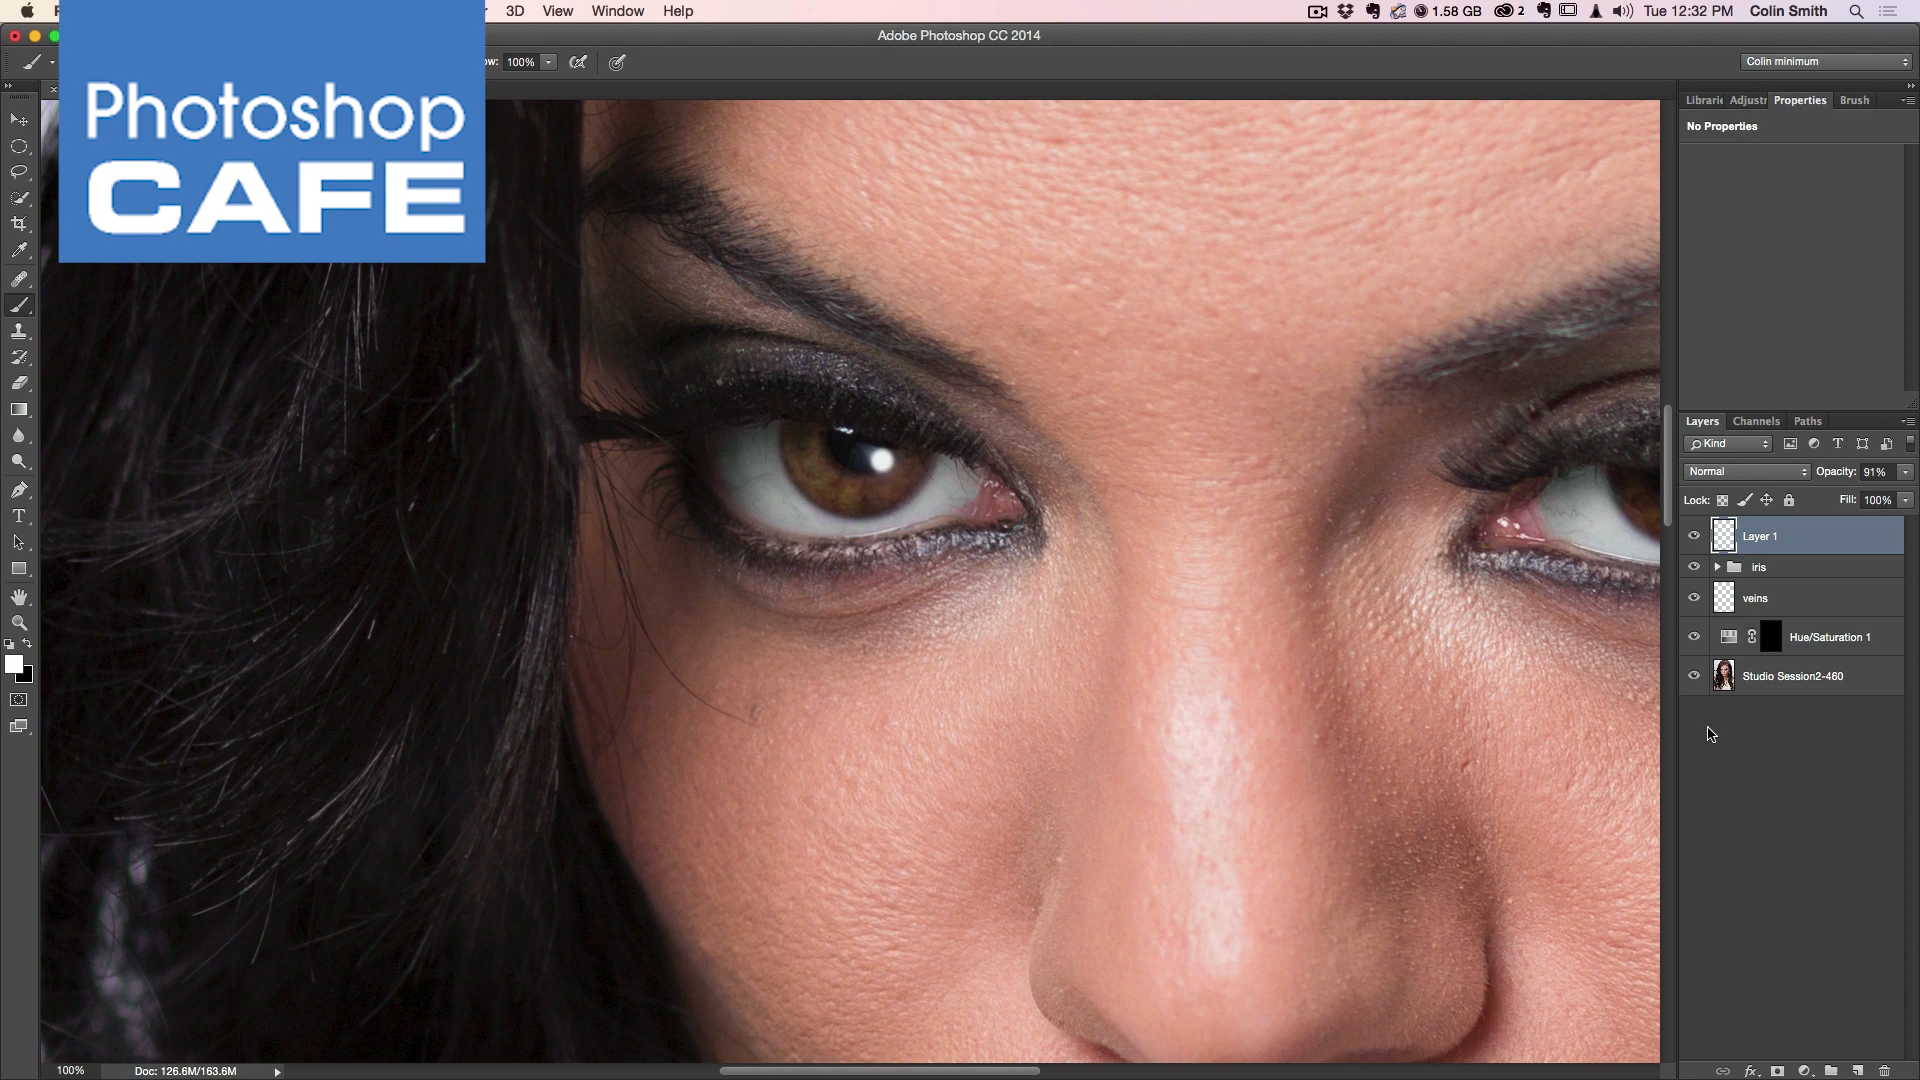 3D View Window Help
1.58 GB
2
Tue 12:32 PM Colin Smith
Adobe Photoshop CC 2014
Photoshop
CAFE
ow: 100%
Colin minimum
Librarie Adjustr Properties Brush
No Properties
Layers Channels Paths
Kind
T
Normal Opacity: 91%
Lock: Fill: 100%
Layer 1
iris
veins
Hue/Saturation 1
Studio Session2-460
T
100% Doc: 126.6M/163.6M
fx